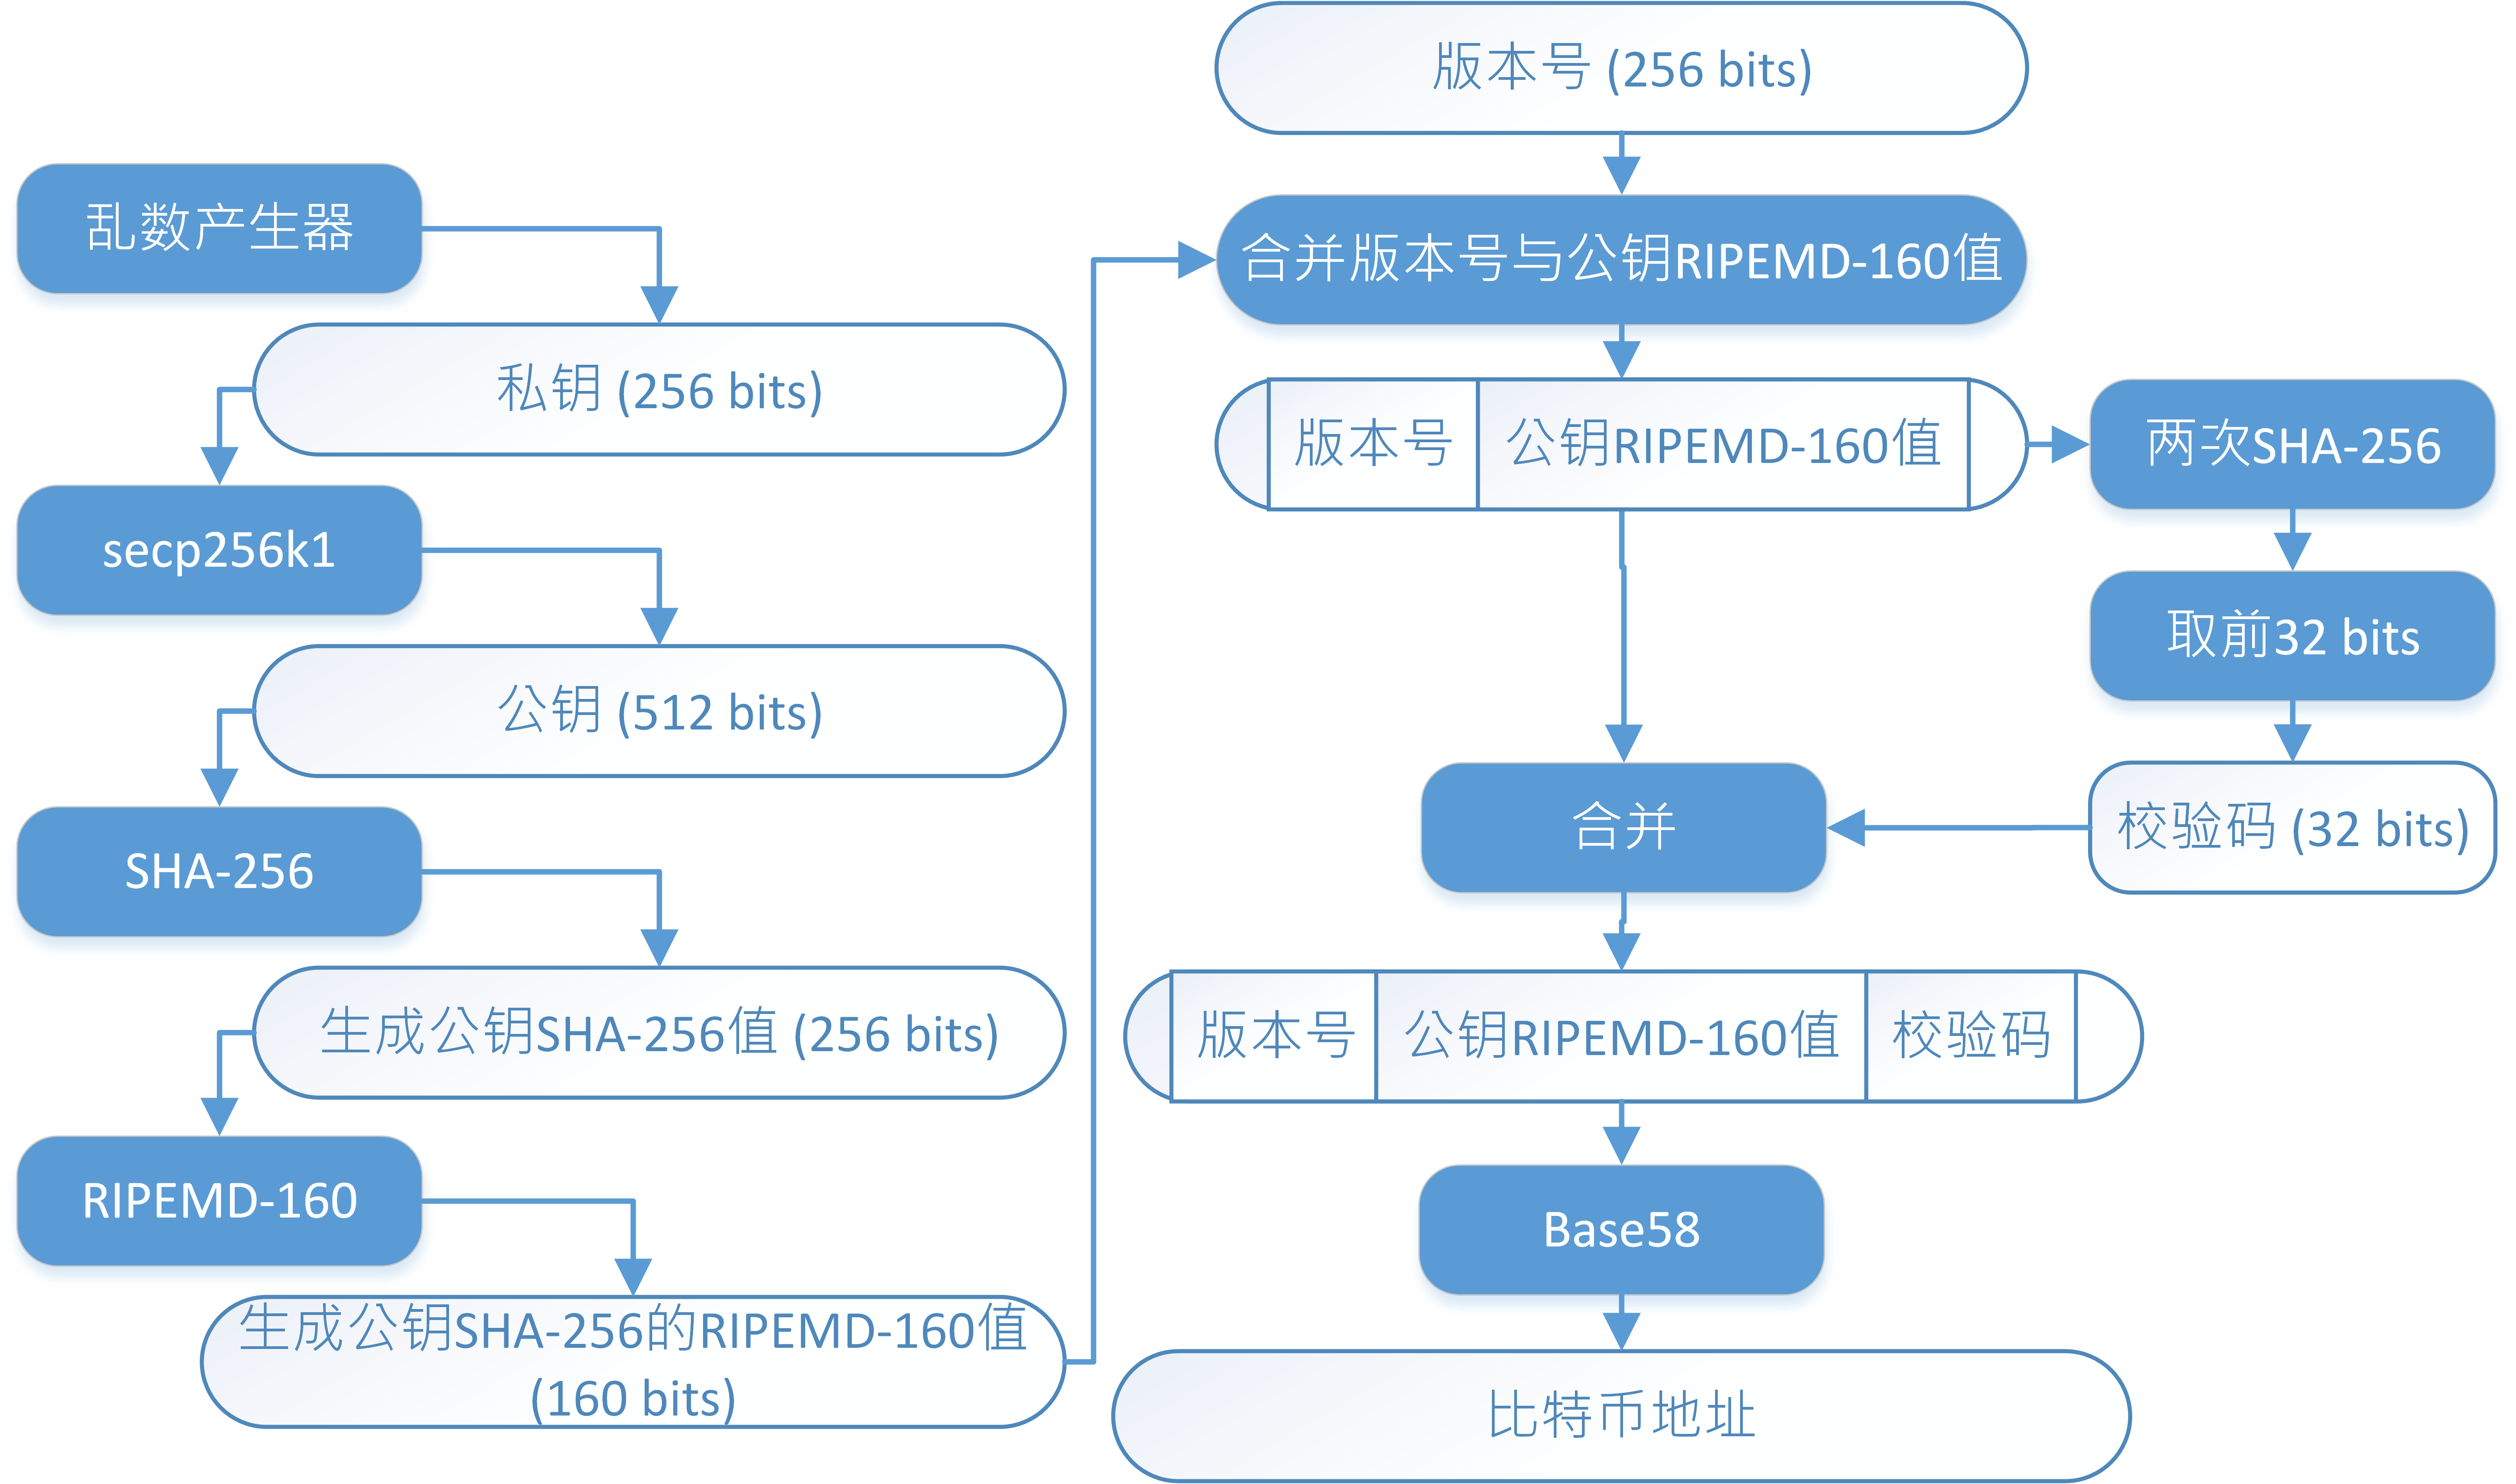 乱数产生器
私钥 (256 bits)
secp256k1
公钥 (512 bits)
SHA-256
生成公钥SHA-256值 (256 bits)
RIPEMD-160
生成公钥SHA-256的RIPEMD-160值
(160 bits)
版本号 (256 bits)
合并版本号与公钥RIPEMD-160值
版本号 公钥RIPEMD-160值
两次SHA-256
取前32 bits
校验码 (32 bits)
合并
版本号 公钥RIPEMD-160值 校验码
Base58
比特币地址